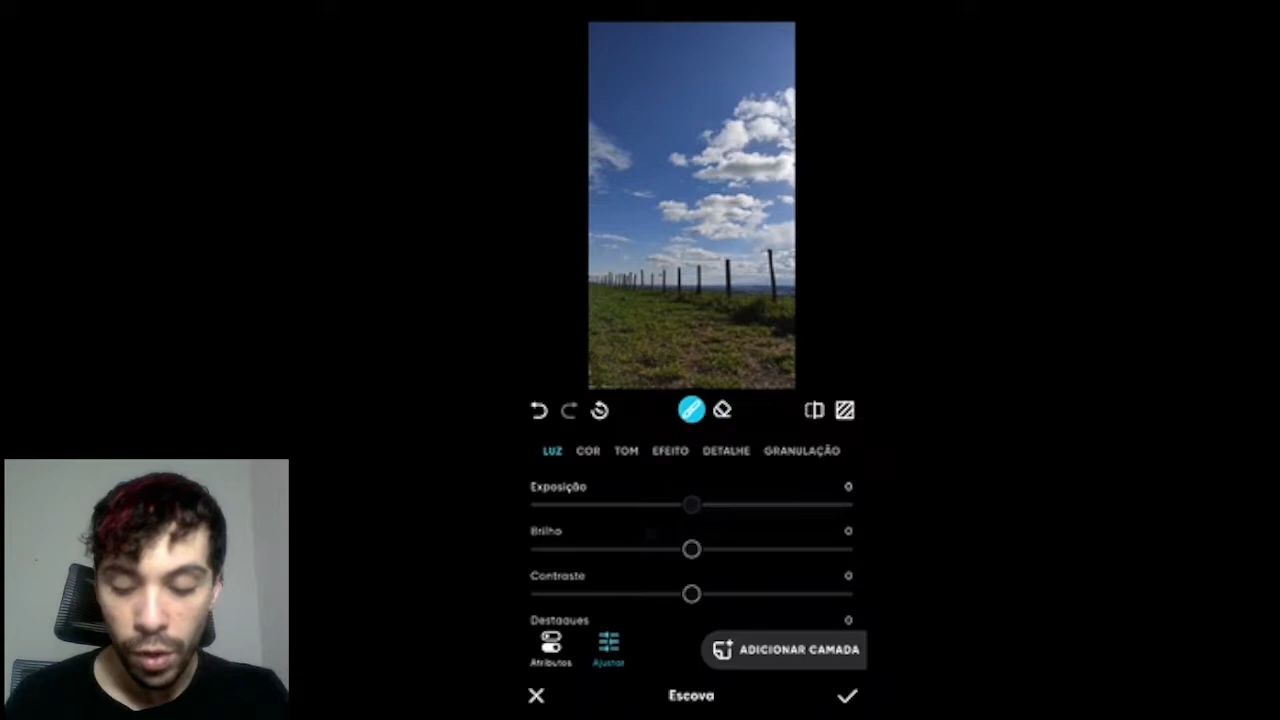 LUZ COR TOM EFEITO DETALHE GRANULAÇÃO
Exposição 0
Brilho 0
Contraste 0
Destaques 0
Atributos Ajustar ADICIONAR CAMADA
Escova